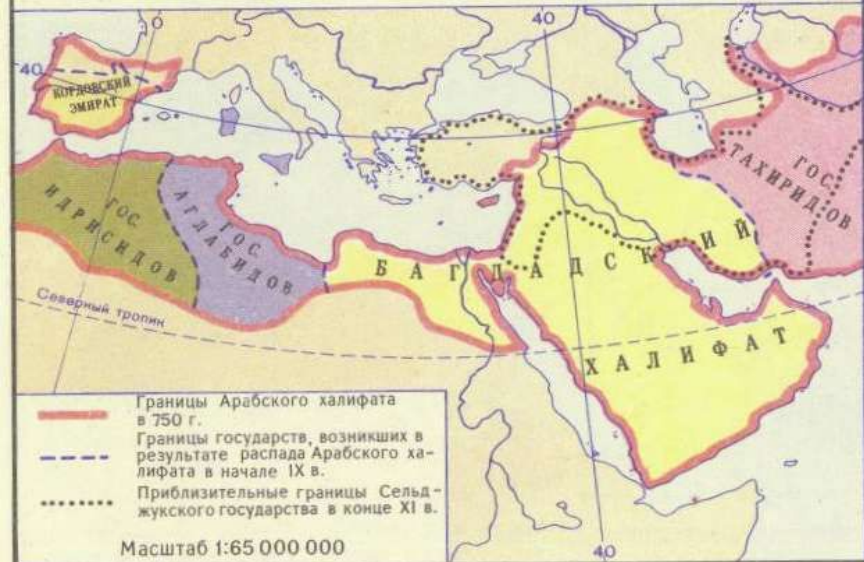 0
40
40
КОРДОВСКИЙ
ЭМИРАТ
ГОС.
ИДРИСИДОВ
ГОС.
АГЛАБИДОВ
ГОС.
ТАХИРИДОВ
БАГДАДСКИЙ
ХАЛИФАТ
Северный тропик
Границы Арабского халифата
в 750 г.
Границы государств, возникших в
результате распада Арабского ха-
лифата в начале IX в.
Приблизительные границы Сельд-
жукского государства в конце XI в.
Масштаб 1:65 000 000
40